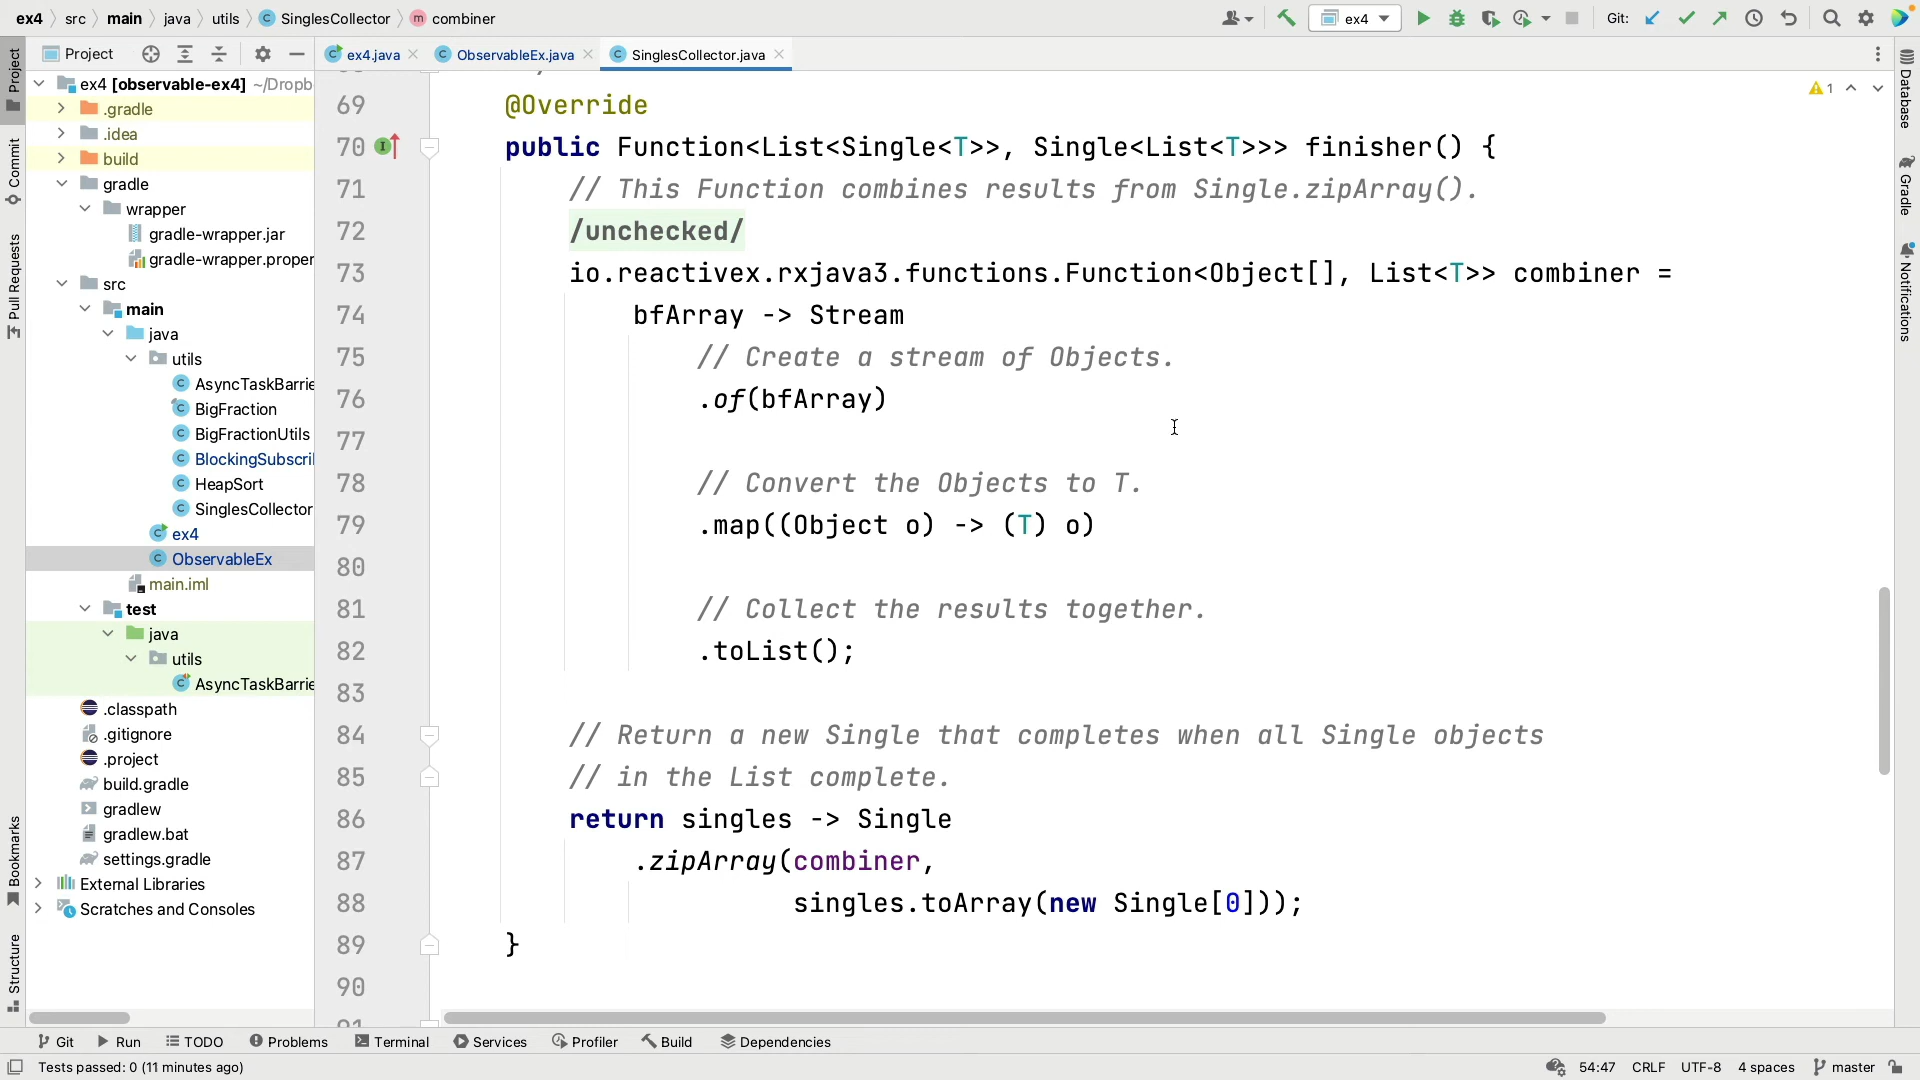 ex4 src main java utils SinglesCollector combiner
ex4
Git:
Project
ex4.java
ObservableEx.java
SinglesCollector.java
Project
Commit
Pull Requests
Bookmarks
Structure
ex4 [observable-ex4] ~/Dropb
.gradle
.idea
build
gradle
wrapper
gradle-wrapper.jar
gradle-wrapper.proper
src
main
java
utils
AsyncTaskBarrie
BigFraction
BigFractionUtils
BlockingSubscri
HeapSort
SinglesCollector
ex4
ObservableEx
main.iml
test
java
utils
AsyncTaskBarrie
.classpath
.gitignore
.project
build.gradle
gradlew
gradlew.bat
settings.gradle
External Libraries
Scratches and Consoles
1
69 @Override
70 public Function<List<Single<T>>, Single<List<T>>> finisher() {
71 // This Function combines results from Single.zipArray().
72 /unchecked/
73 io.reactivex.rxjava3.functions.Function<Object[], List<T>> combiner =
74 bfArray -> Stream
75 // Create a stream of Objects.
76 .of(bfArray)
77
78 // Convert the Objects to T.
79 .map((Object o) -> (T) o)
80
81 // Collect the results together.
82 .toList();
83
84 // Return a new Single that completes when all Single objects
85 // in the List complete.
86 return singles -> Single
87 .zipArray(combiner,
88 singles.toArray(new Single[0]));
89 }
90
Database
Gradle
Notifications
Git Run TODO Problems Terminal Services Profiler Build Dependencies
Tests passed: 0 (11 minutes ago)
54:47 CRLF UTF-8 4 spaces master